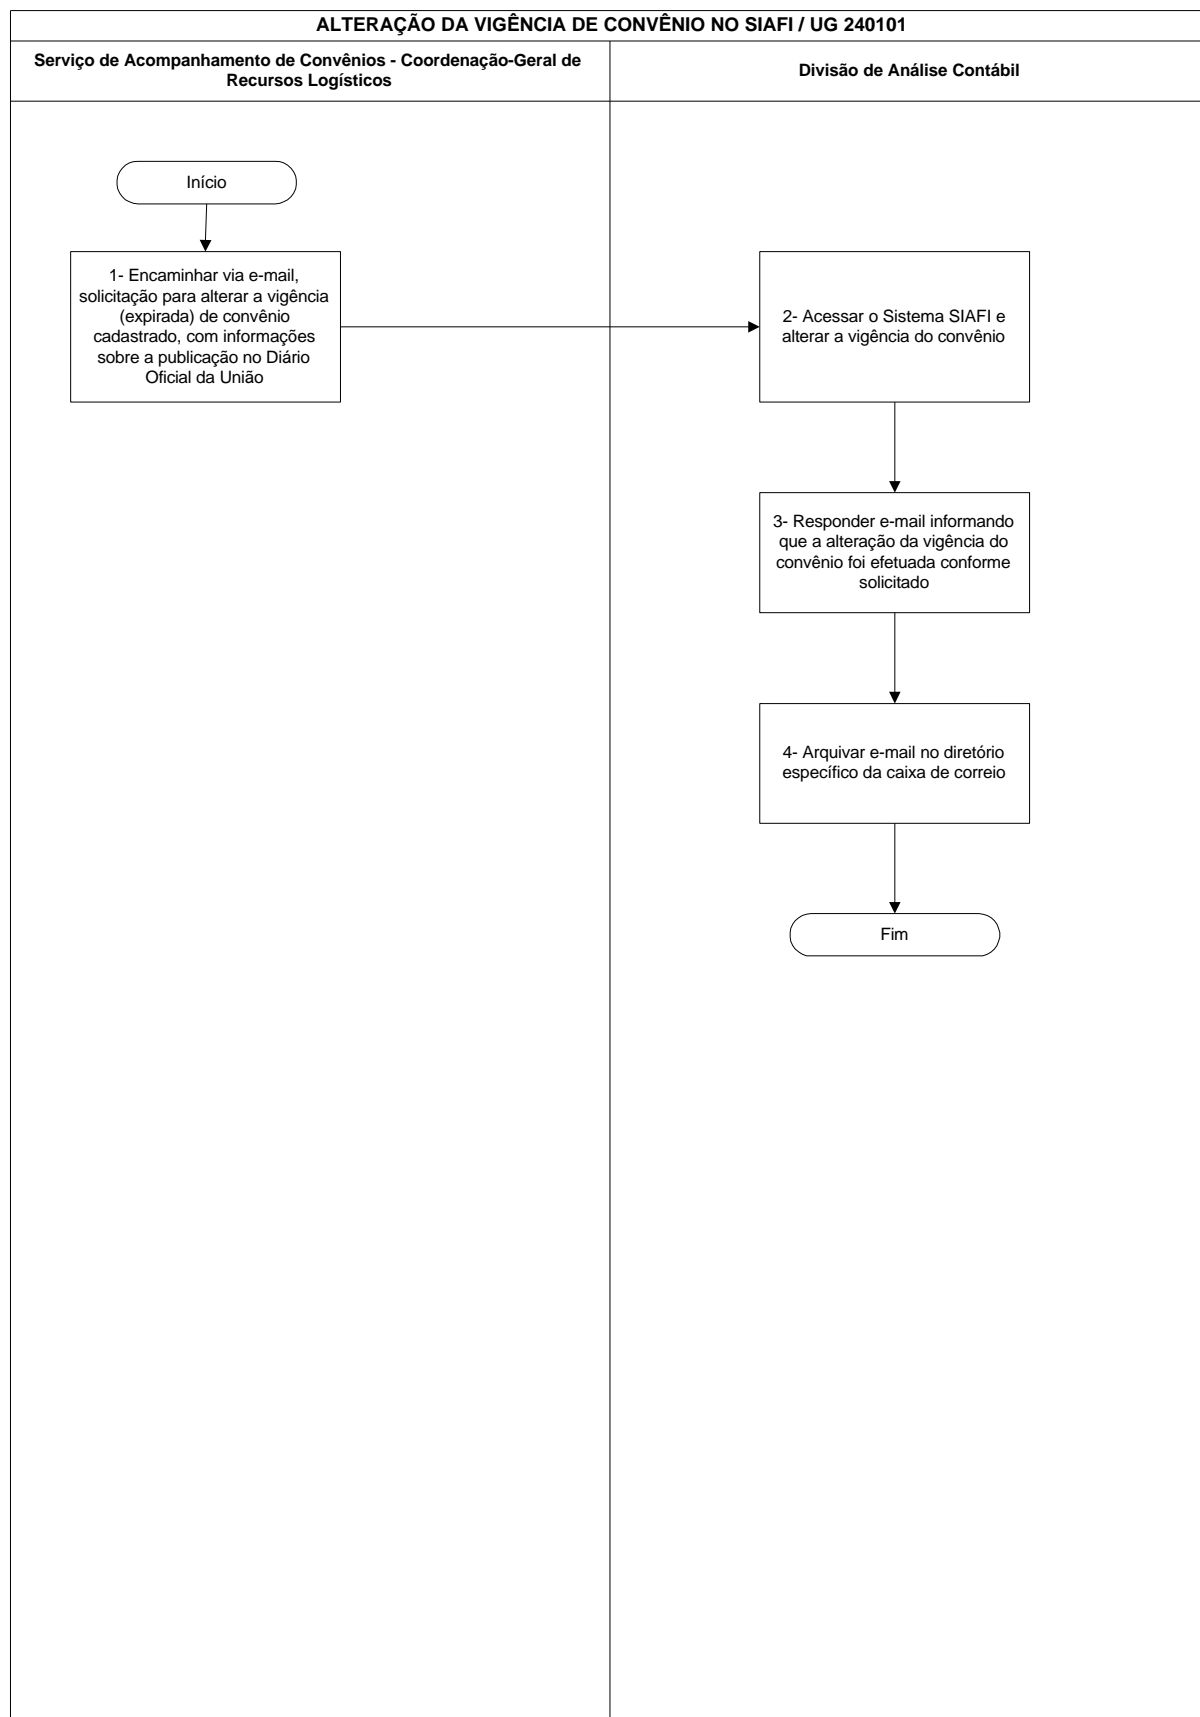 ALTERAÇÃO DA VIGÊNCIA DE CONVÊNIO NO SIAFI / UG 240101
Serviço de Acompanhamento de Convênios - Coordenação-Geral de
Recursos Logísticos
Divisão de Análise Contábil
Início
1- Encaminhar via e-mail,
solicitação para alterar a vigência
(expirada) de convênio
cadastrado, com informações
sobre a publicação no Diário
Oficial da União
2- Acessar o Sistema SIAFI e
alterar a vigência do convênio
3- Responder e-mail informando
que a alteração da vigência do
convênio foi efetuada conforme
solicitado
4- Arquivar e-mail no diretório
específico da caixa de correio
Fim